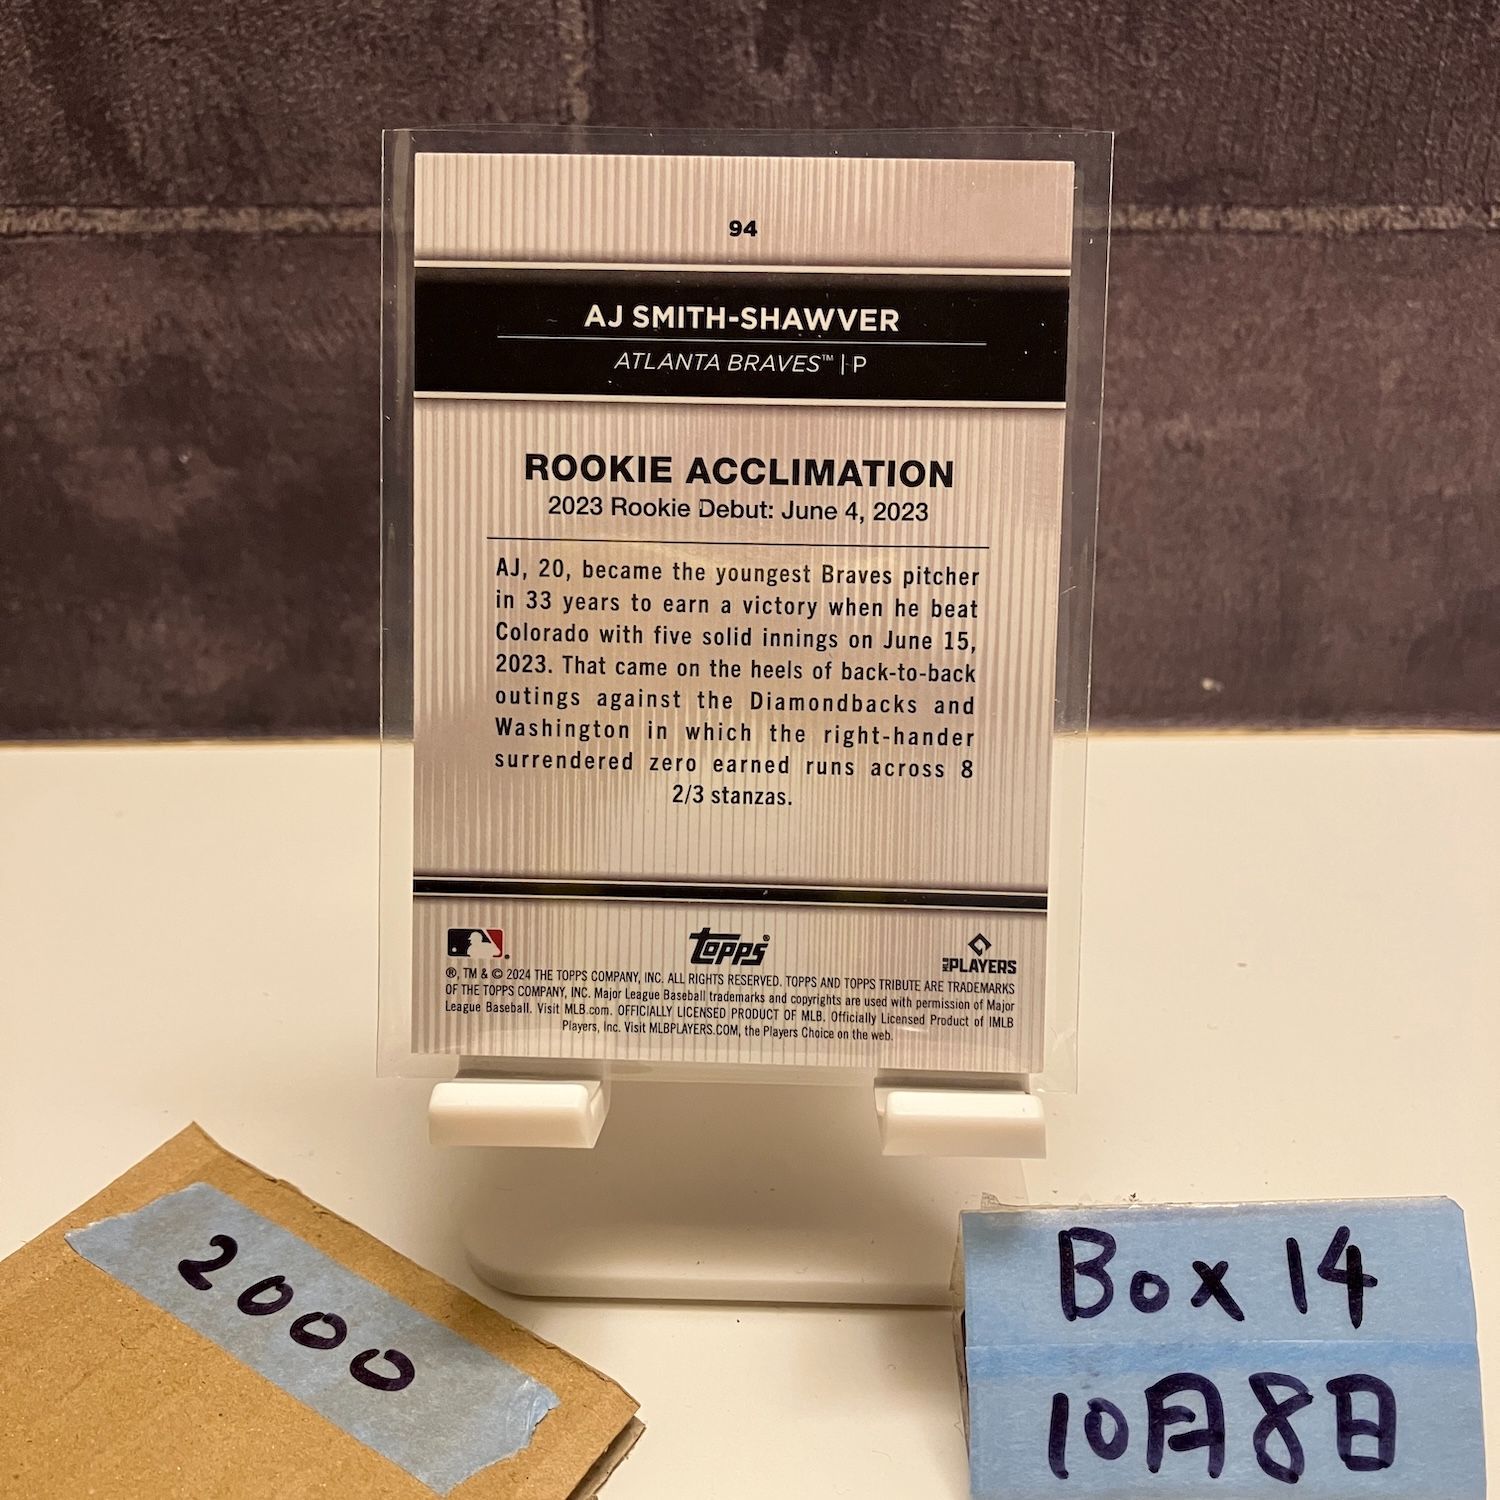 94
AJ SMITH-SHAWVER
ATLANTA BRAVES™ | P
ROOKIE ACCLIMATION
2023 Rookie Debut: June 4, 2023
AJ, 20, became the youngest Braves pitcher
in 33 years to earn a victory when he beat
Colorado with five solid innings on June 15,
2023. That came on the heels of back-to-back
outings against the Diamondbacks and
Washington in which the right-hander
surrendered zero earned runs across 8
2/3 stanzas.
Topps®
MLB PLAYERS
®, TM & © 2024 THE TOPPS COMPANY, INC. ALL RIGHTS RESERVED. TOPPS AND TOPPS TRIBUTE ARE TRADEMARKS
OF THE TOPPS COMPANY, INC. Major League Baseball trademarks and copyrights are used with permission of Major
League Baseball. Visit MLB.com. OFFICIALLY LICENSED PRODUCT OF MLB. Officially Licensed Product of MLB
Players, Inc. Visit MLBPLAYERS.COM, the Players Choice on the web.
2000
Box 14
10月8日